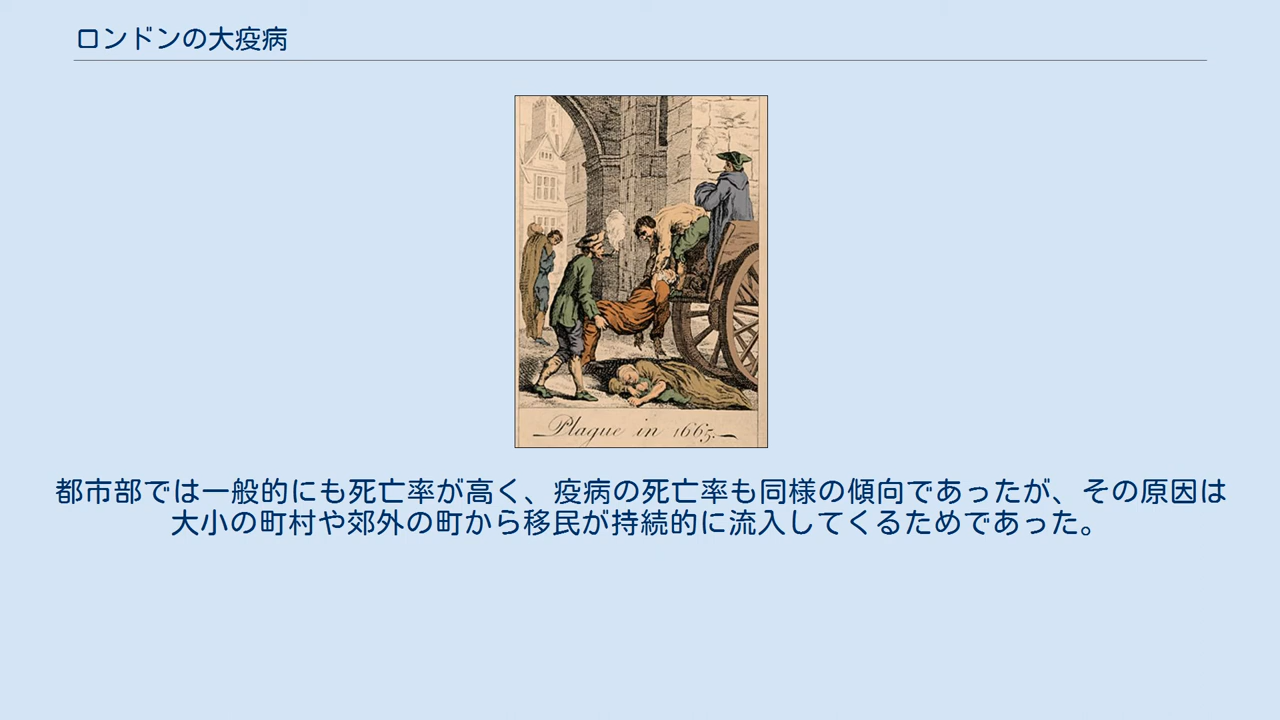 ロンドンの大疫病
Plague in 1665.
都市部では一般的にも死亡率が高く、疫病の死亡率も同様の傾向であったが、その原因は
大小の町村や郊外の町から移民が持続的に流入してくるためであった。